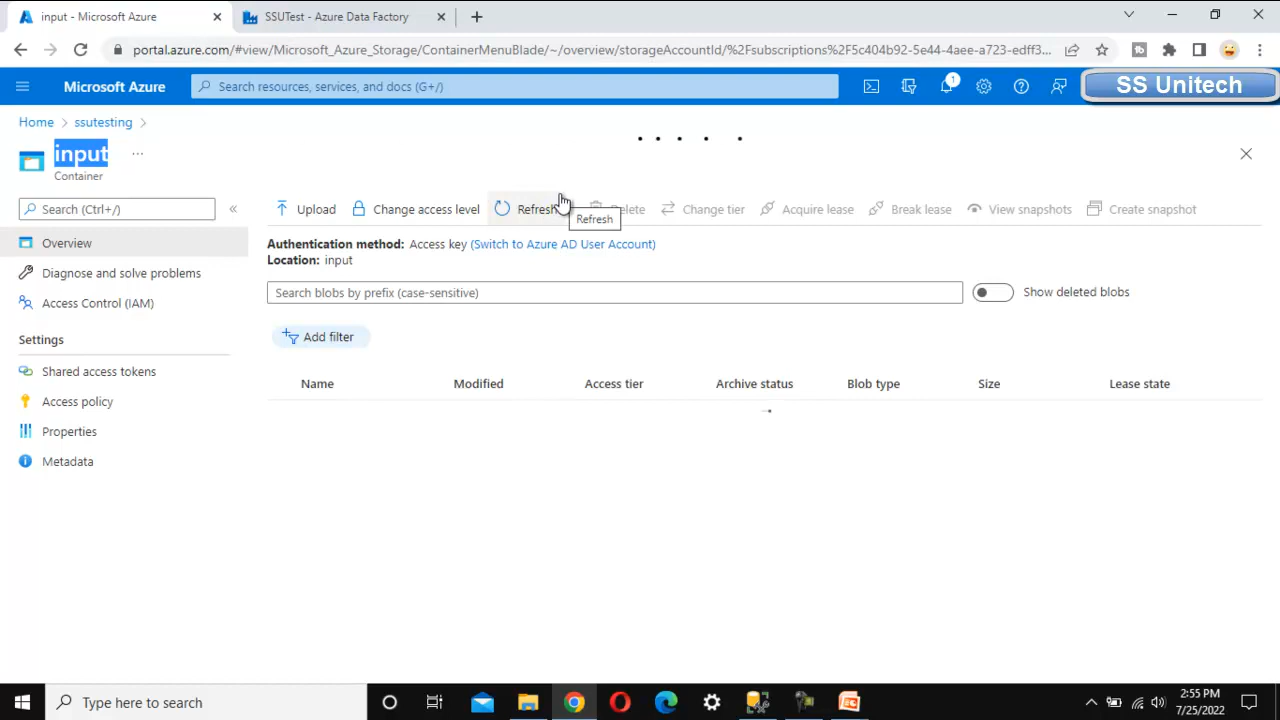 input - Microsoft Azure
SSUTest - Azure Data Factory
portal.azure.com/#view/Microsoft_Azure_Storage/ContainerMenuBlade/~/overview/storageAccountId/%2Fsubscriptions%2F5c404b92-5e44-4aee-a723-edff3...
Microsoft Azure
Search resources, services, and docs (G+/)
1
SS Unitech
Home > ssutesting >
input ...
Container
Search (Ctrl+/)
Upload
Change access level
Refresh
Delete
Change tier
Acquire lease
Break lease
View snapshots
Create snapshot
Refresh
Overview
Diagnose and solve problems
Access Control (IAM)
Settings
Shared access tokens
Access policy
Properties
Metadata
Authentication method: Access key (Switch to Azure AD User Account)
Location: input
Search blobs by prefix (case-sensitive)
Show deleted blobs
Add filter
Name Modified Access tier Archive status Blob type Size Lease state
Type here to search
2:55 PM
7/25/2022